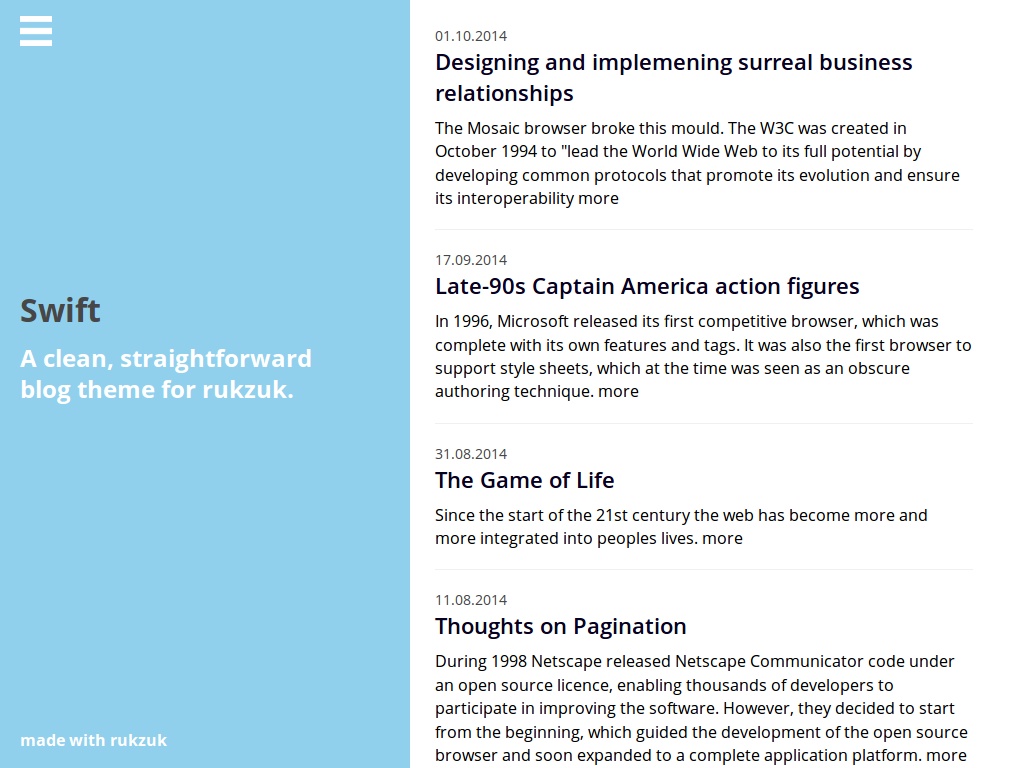 Swift
A clean, straightforward
blog theme for rukzuk.
made with rukzuk
01.10.2014
Designing and implemening surreal business
relationships
The Mosaic browser broke this mould. The W3C was created in
October 1994 to "lead the World Wide Web to its full potential by
developing common protocols that promote its evolution and ensure
its interoperability more
17.09.2014
Late-90s Captain America action figures
In 1996, Microsoft released its first competitive browser, which was
complete with its own features and tags. It was also the first browser to
support style sheets, which at the time was seen as an obscure
authoring technique. more
31.08.2014
The Game of Life
Since the start of the 21st century the web has become more and
more integrated into peoples lives. more
11.08.2014
Thoughts on Pagination
During 1998 Netscape released Netscape Communicator code under
an open source licence, enabling thousands of developers to
participate in improving the software. However, they decided to start
from the beginning, which guided the development of the open source
browser and soon expanded to a complete application platform. more